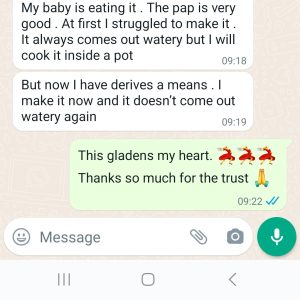 My baby is eating it . The pap is very
good . At first I struggled to make it .
It always comes out watery but I will
cook it inside a pot
09:18
But now I have derives a means . I
make it now and it doesn't come out
watery again
09:19
This gladens my heart. 💃💃💃
Thanks so much for the trust 🙏
09:22
Message